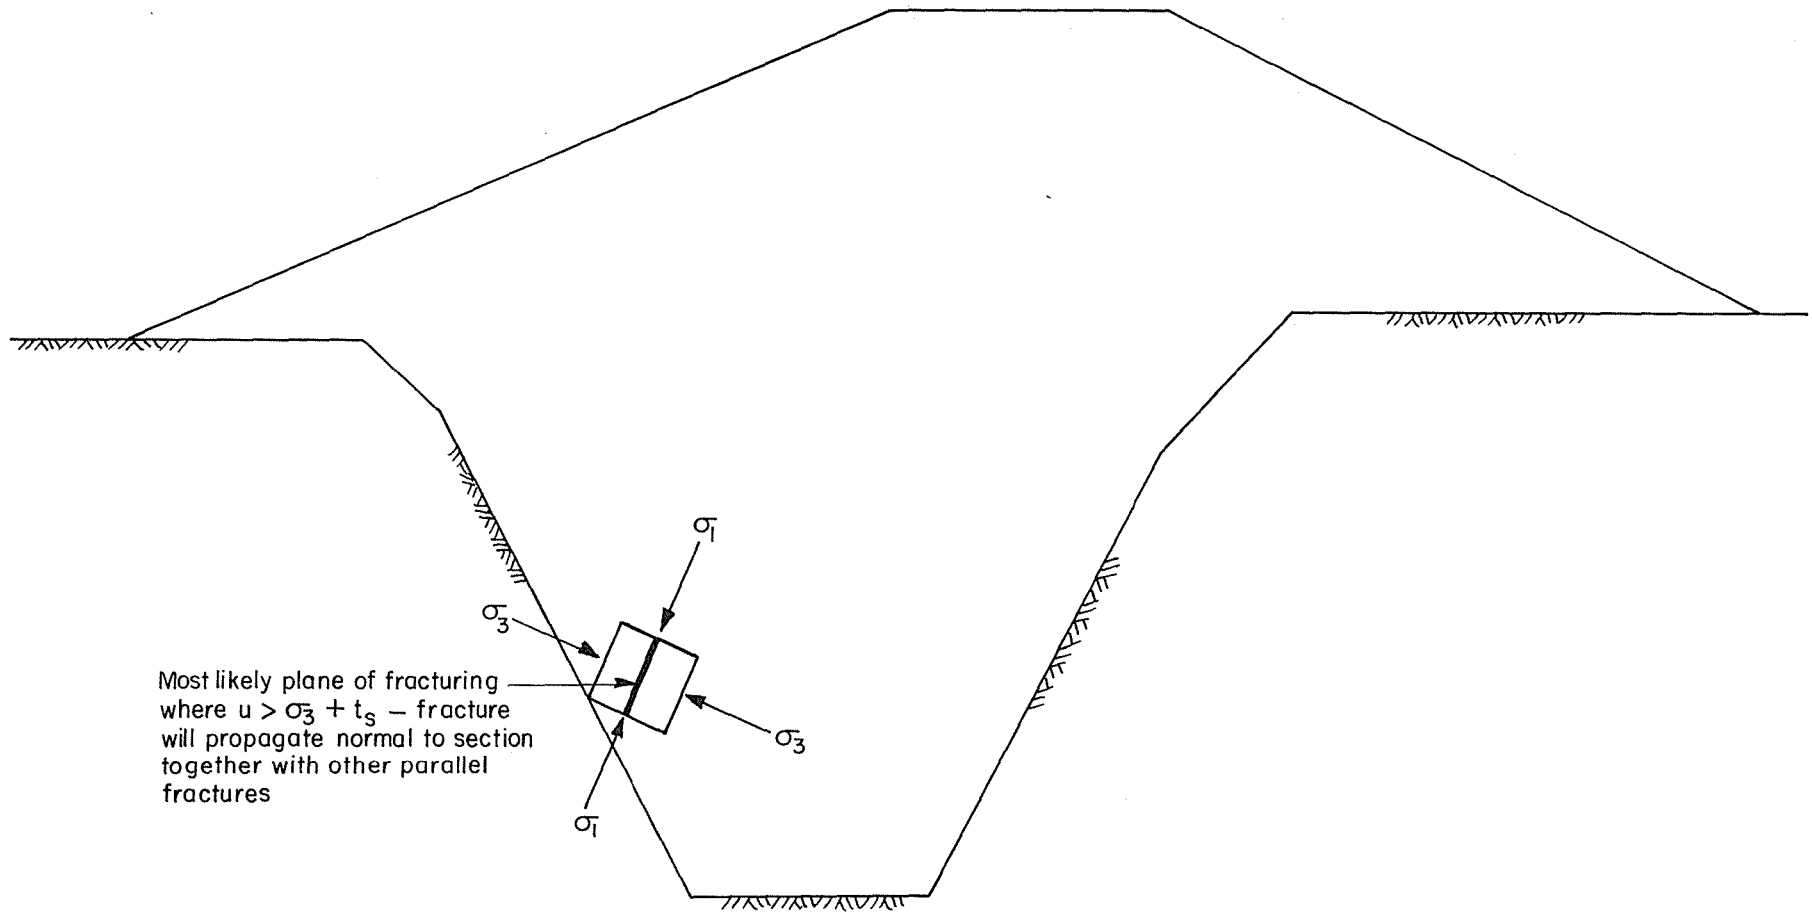 σ₁
σ₃
Most likely plane of fracturing
where u > σ₃ + tₛ – fracture
will propagate normal to section
together with other parallel
fractures
σ₃
σ₁